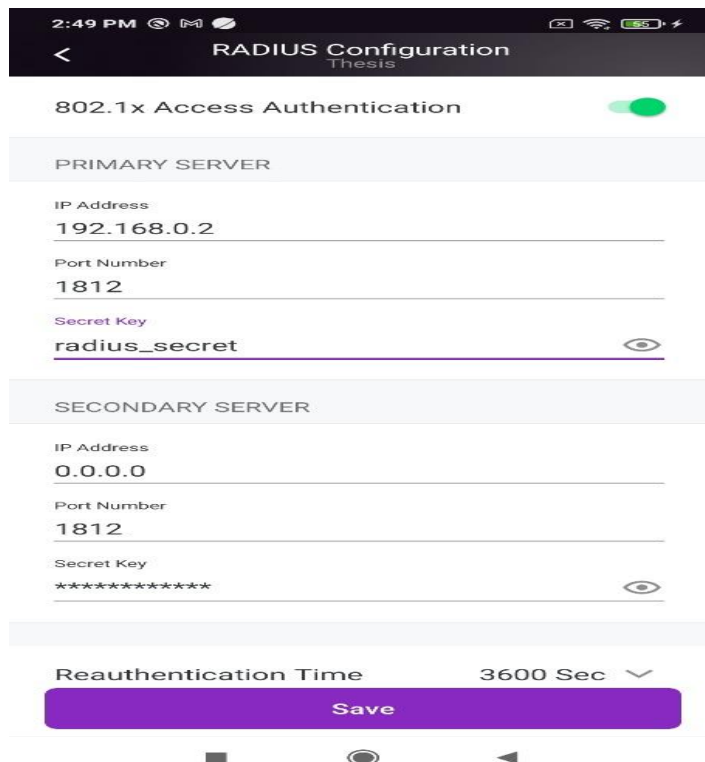 2:49 PM
55
RADIUS Configuration
Thesis
802.1x Access Authentication
PRIMARY SERVER
IP Address
192.168.0.2
Port Number
1812
Secret Key
radius_secret
SECONDARY SERVER
IP Address
0.0.0.0
Port Number
1812
Secret Key
************
Reauthentication Time 3600 Sec
Save